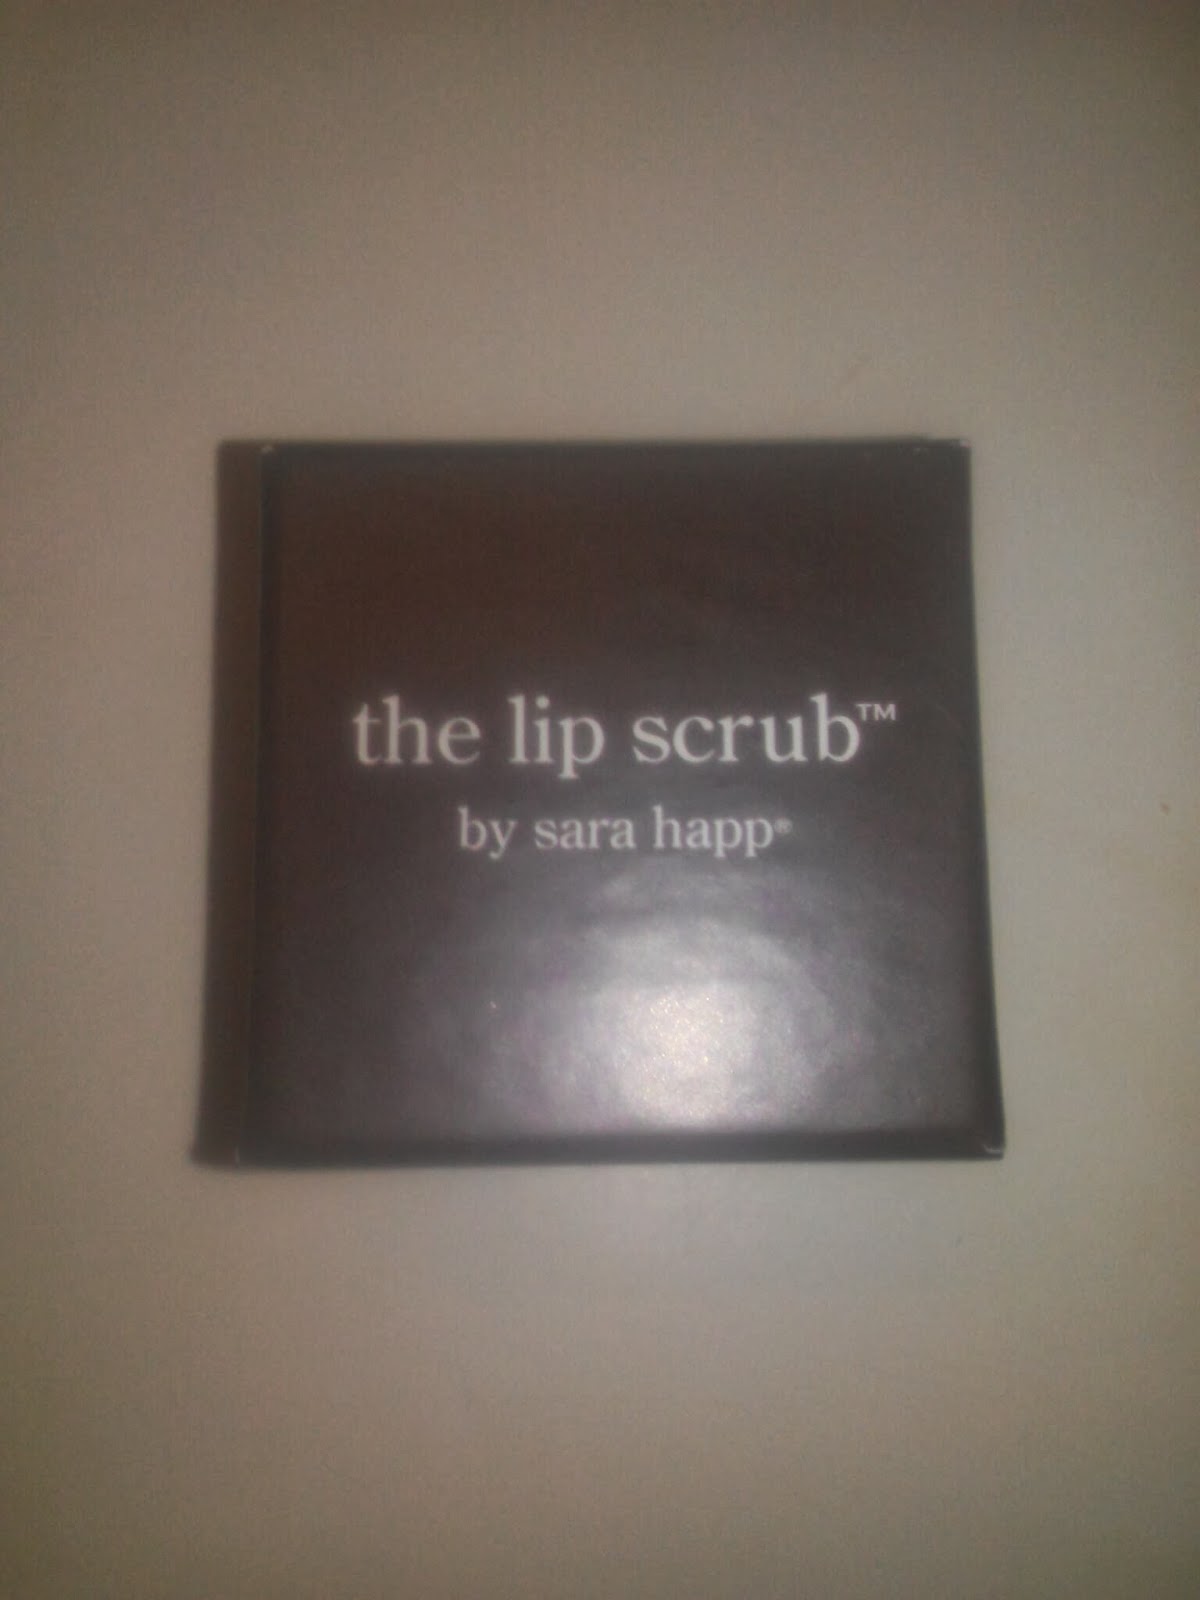 the lip scrub™
by sara happ®